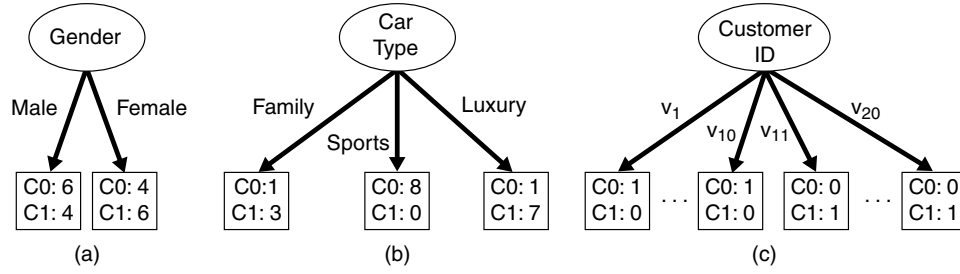 Gender
Male
Female
C0: 6
C1: 4
C0: 4
C1: 6
(a)
Car
Type
Family
Sports
Luxury
C0:1
C1: 3
C0: 8
C1: 0
C0: 1
C1: 7
(b)
Customer
ID
v1
v10
v11
v20
C0: 1
C1: 0
. . .
C0: 1
C1: 0
C0: 0
C1: 1
. . .
C0: 0
C1: 1
(c)